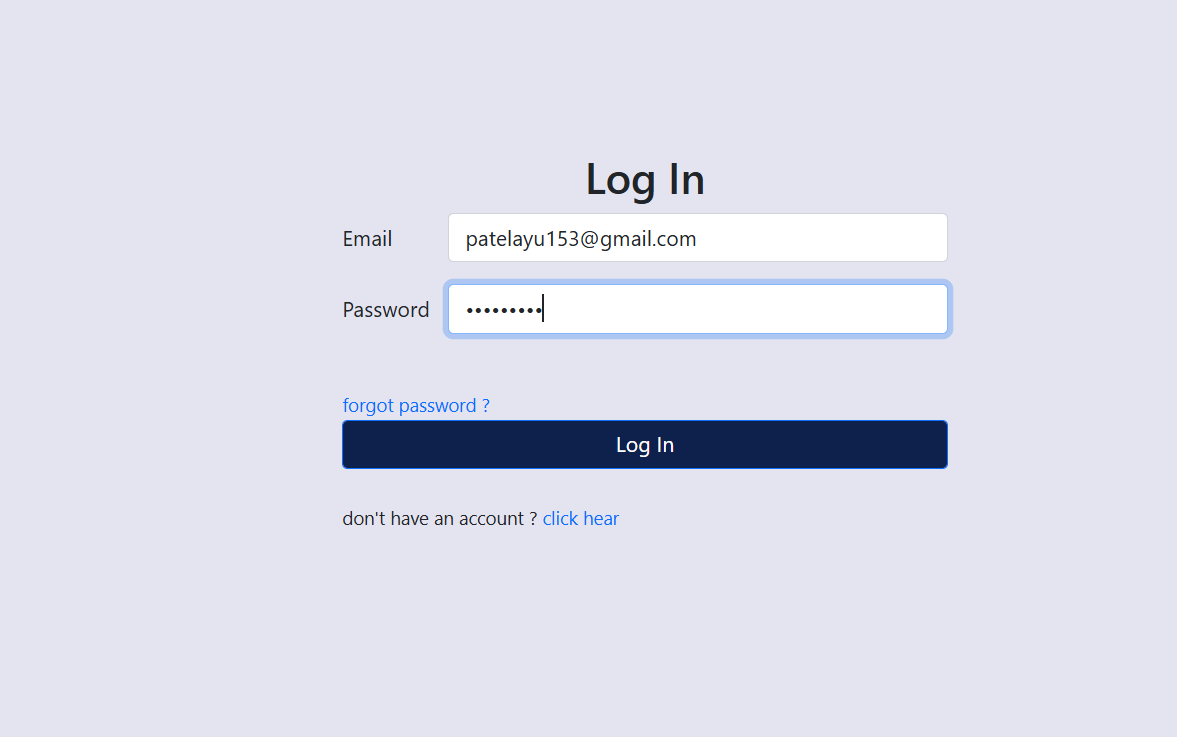 Log In
Email patelayu153@gmail.com
Password •••••••••
forgot password ?
Log In
don't have an account ? click hear